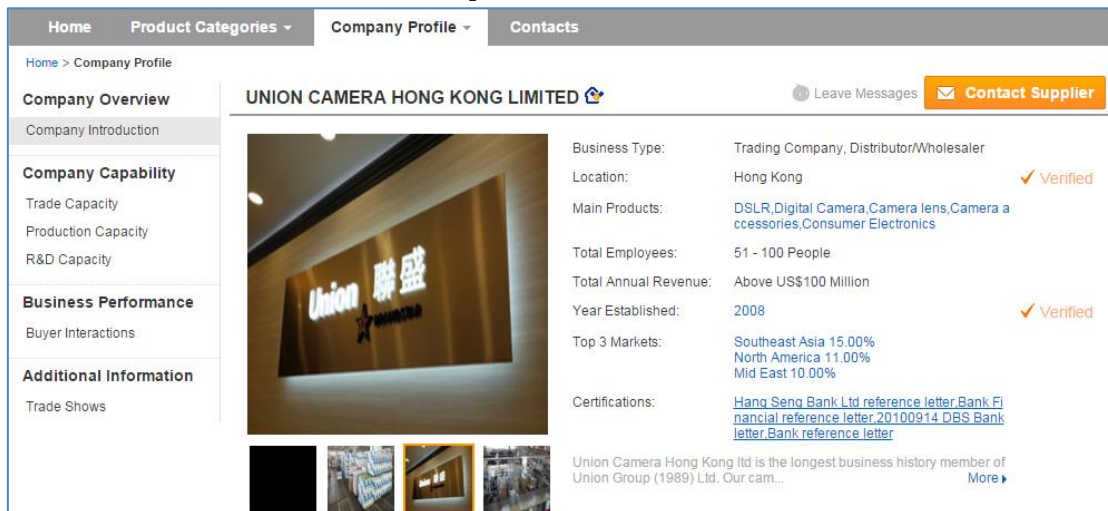 Home Product Categories Company Profile Contacts
Home > Company Profile
Company Overview
Company Introduction
Company Capability
Trade Capacity
Production Capacity
R&D Capacity
Business Performance
Buyer Interactions
Additional Information
Trade Shows
UNION CAMERA HONG KONG LIMITED
Leave Messages
Contact Supplier
Union 聯盛
Business Type: Trading Company, Distributor/Wholesaler
Location: Hong Kong Verified
Main Products: DSLR,Digital Camera,Camera lens,Camera a
ccessories,Consumer Electronics
Total Employees: 51 - 100 People
Total Annual Revenue: Above US$100 Million
Year Established: 2008 Verified
Top 3 Markets: Southeast Asia 15.00%
North America 11.00%
Mid East 10.00%
Certifications: Hang Seng Bank Ltd reference letter,Bank Fi
nancial reference letter,20100914 DBS Bank
letter,Bank reference letter
Union Camera Hong Kong ltd is the longest business history member of
Union Group (1989) Ltd. Our cam... More